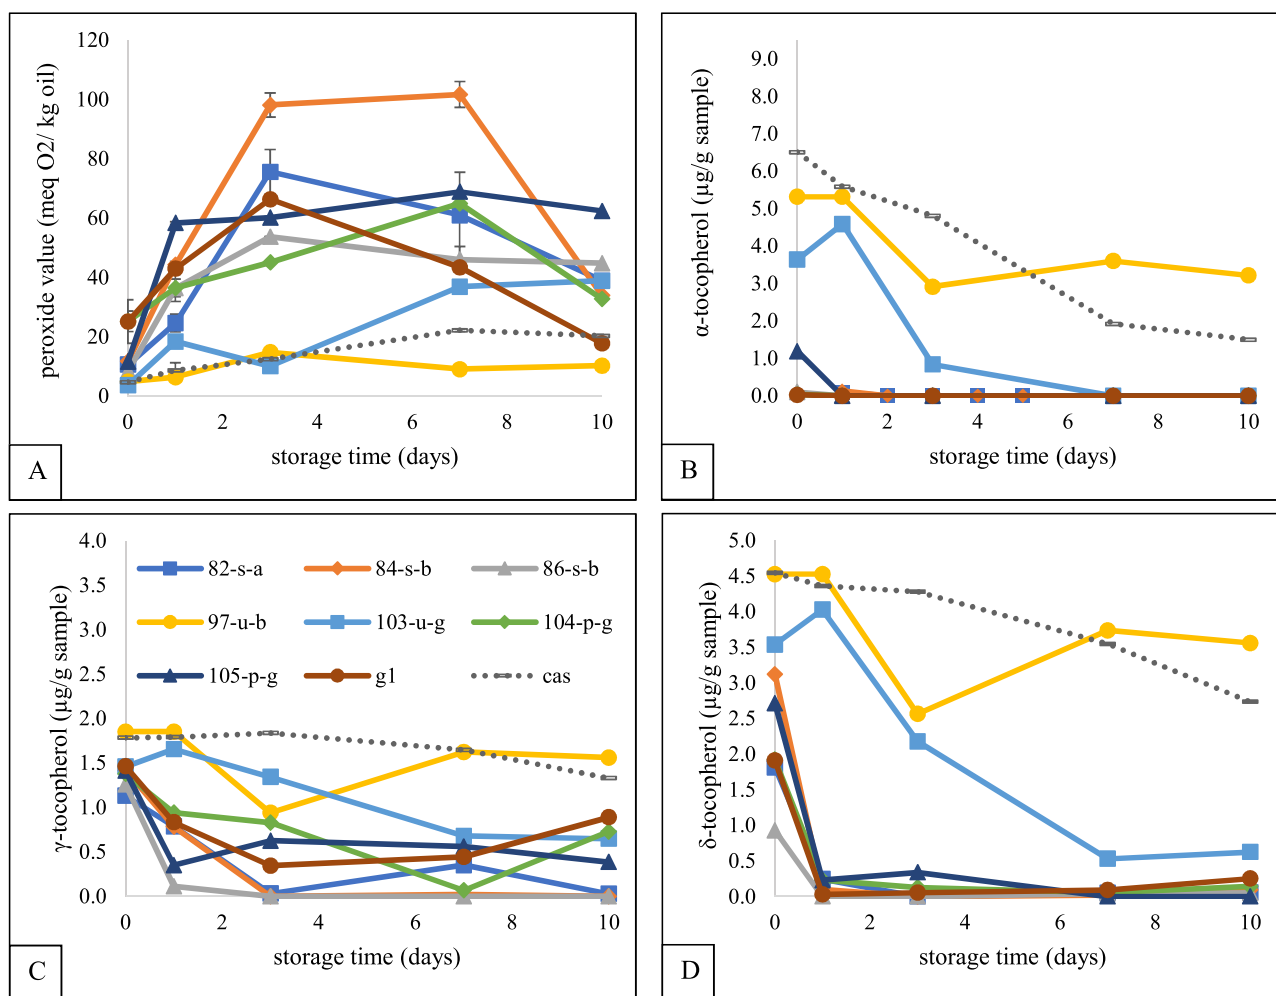 peroxide value (meq O2/ kg oil)
120
100
80
60
40
20
0
0 2 4 6 8 10
storage time (days)
A
α-tocopherol (µg/g sample)
9.0
8.0
7.0
6.0
5.0
4.0
3.0
2.0
1.0
0.0
0 2 4 6 8 10
storage time (days)
B
γ-tocopherol (µg/g sample)
4.0
3.5
3.0
2.5
2.0
1.5
1.0
0.5
0.0
82-s-a 84-s-b 86-s-b
97-u-b 103-u-g 104-p-g
105-p-g g1 cas
0 2 4 6 8 10
storage time (days)
C
δ-tocopherol (µg/g sample)
5.0
4.5
4.0
3.5
3.0
2.5
2.0
1.5
1.0
0.5
0.0
0 2 4 6 8 10
storage time (days)
D